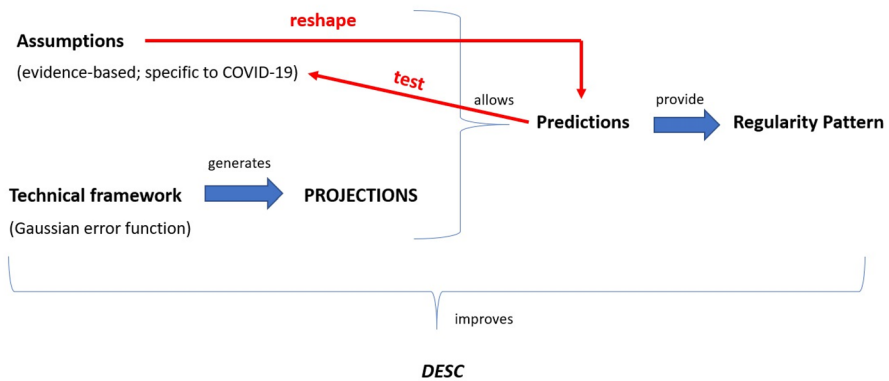 reshape
Assumptions
(evidence-based; specific to COVID-19)
test
allows
Predictions
provide
Regularity Pattern
generates
Technical framework
PROJECTIONS
(Gaussian error function)
improves
DESC